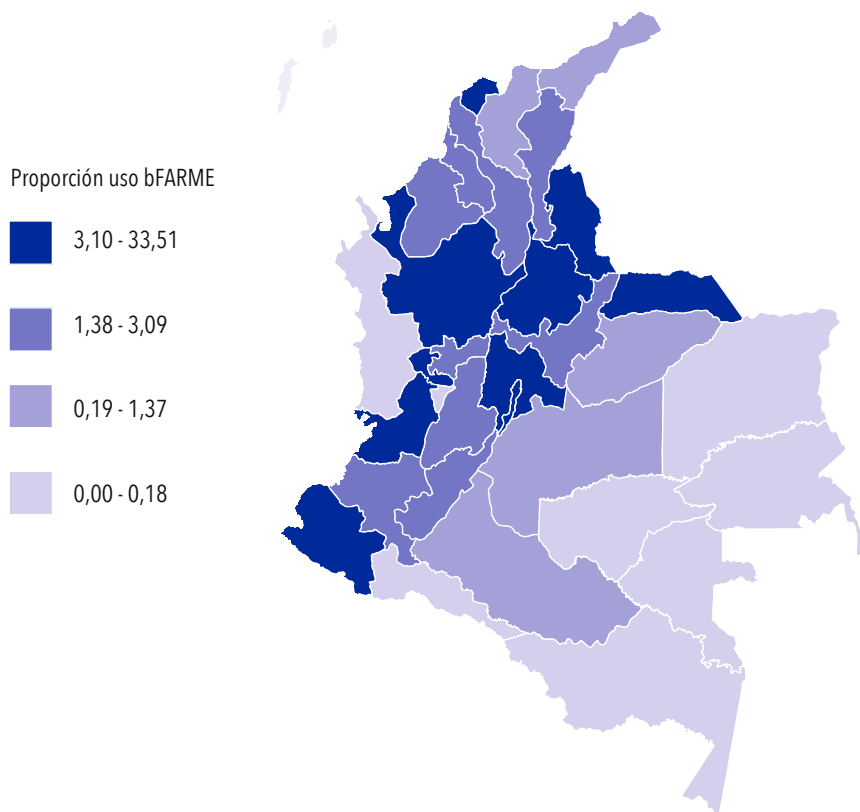 Proporción uso bFARME
3,10 - 33,51
1,38 - 3,09
0,19 - 1,37
0,00 - 0,18